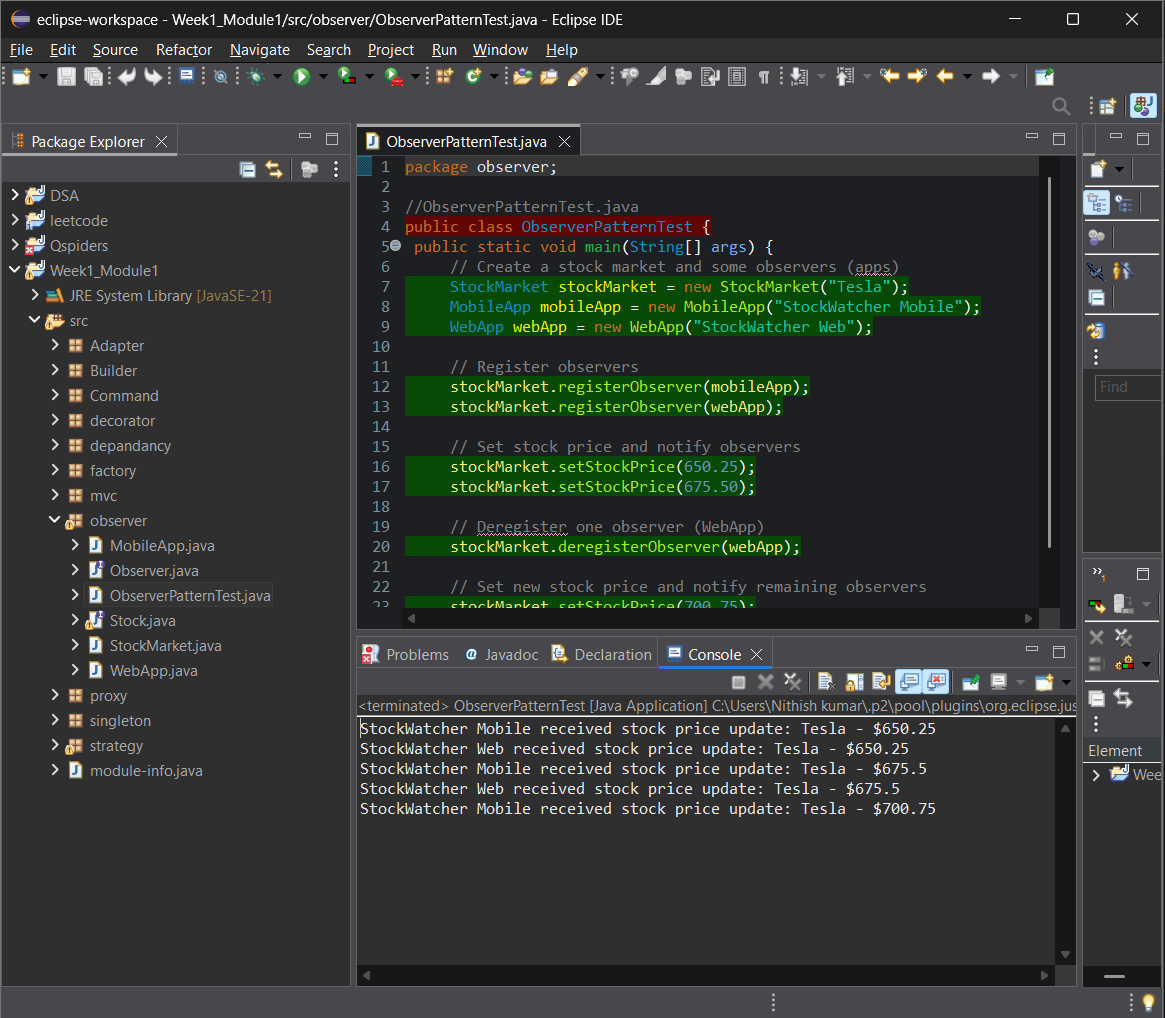 eclipse-workspace - Week1_Module1/src/observer/ObserverPatternTest.java - Eclipse IDE
File Edit Source Refactor Navigate Search Project Run Window Help
Package Explorer
DSA
leetcode
Qspiders
Week1_Module1
JRE System Library [JavaSE-21]
src
Adapter
Builder
Command
decorator
depandancy
factory
mvc
observer
MobileApp.java
Observer.java
ObserverPatternTest.java
Stock.java
StockMarket.java
WebApp.java
proxy
singleton
strategy
module-info.java
ObserverPatternTest.java
1 package observer;
2
3 //ObserverPatternTest.java
4 public class ObserverPatternTest {
5 public static void main(String[] args) {
6 // Create a stock market and some observers (apps)
7 StockMarket stockMarket = new StockMarket("Tesla");
8 MobileApp mobileApp = new MobileApp("StockWatcher Mobile");
9 WebApp webApp = new WebApp("StockWatcher Web");
10
11 // Register observers
12 stockMarket.registerObserver(mobileApp);
13 stockMarket.registerObserver(webApp);
14
15 // Set stock price and notify observers
16 stockMarket.setStockPrice(650.25);
17 stockMarket.setStockPrice(675.50);
18
19 // Deregister one observer (WebApp)
20 stockMarket.deregisterObserver(webApp);
21
22 // Set new stock price and notify remaining observers
23 stockMarket.setStockPrice(700.75);
Problems Javadoc Declaration Console
<terminated> ObserverPatternTest [Java Application] C:\Users\Nithish kumar\.p2\pool\plugins\org.eclipse.jus
StockWatcher Mobile received stock price update: Tesla - $650.25
StockWatcher Web received stock price update: Tesla - $650.25
StockWatcher Mobile received stock price update: Tesla - $675.5
StockWatcher Web received stock price update: Tesla - $675.5
StockWatcher Mobile received stock price update: Tesla - $700.75
Find
»1
Element
Wee